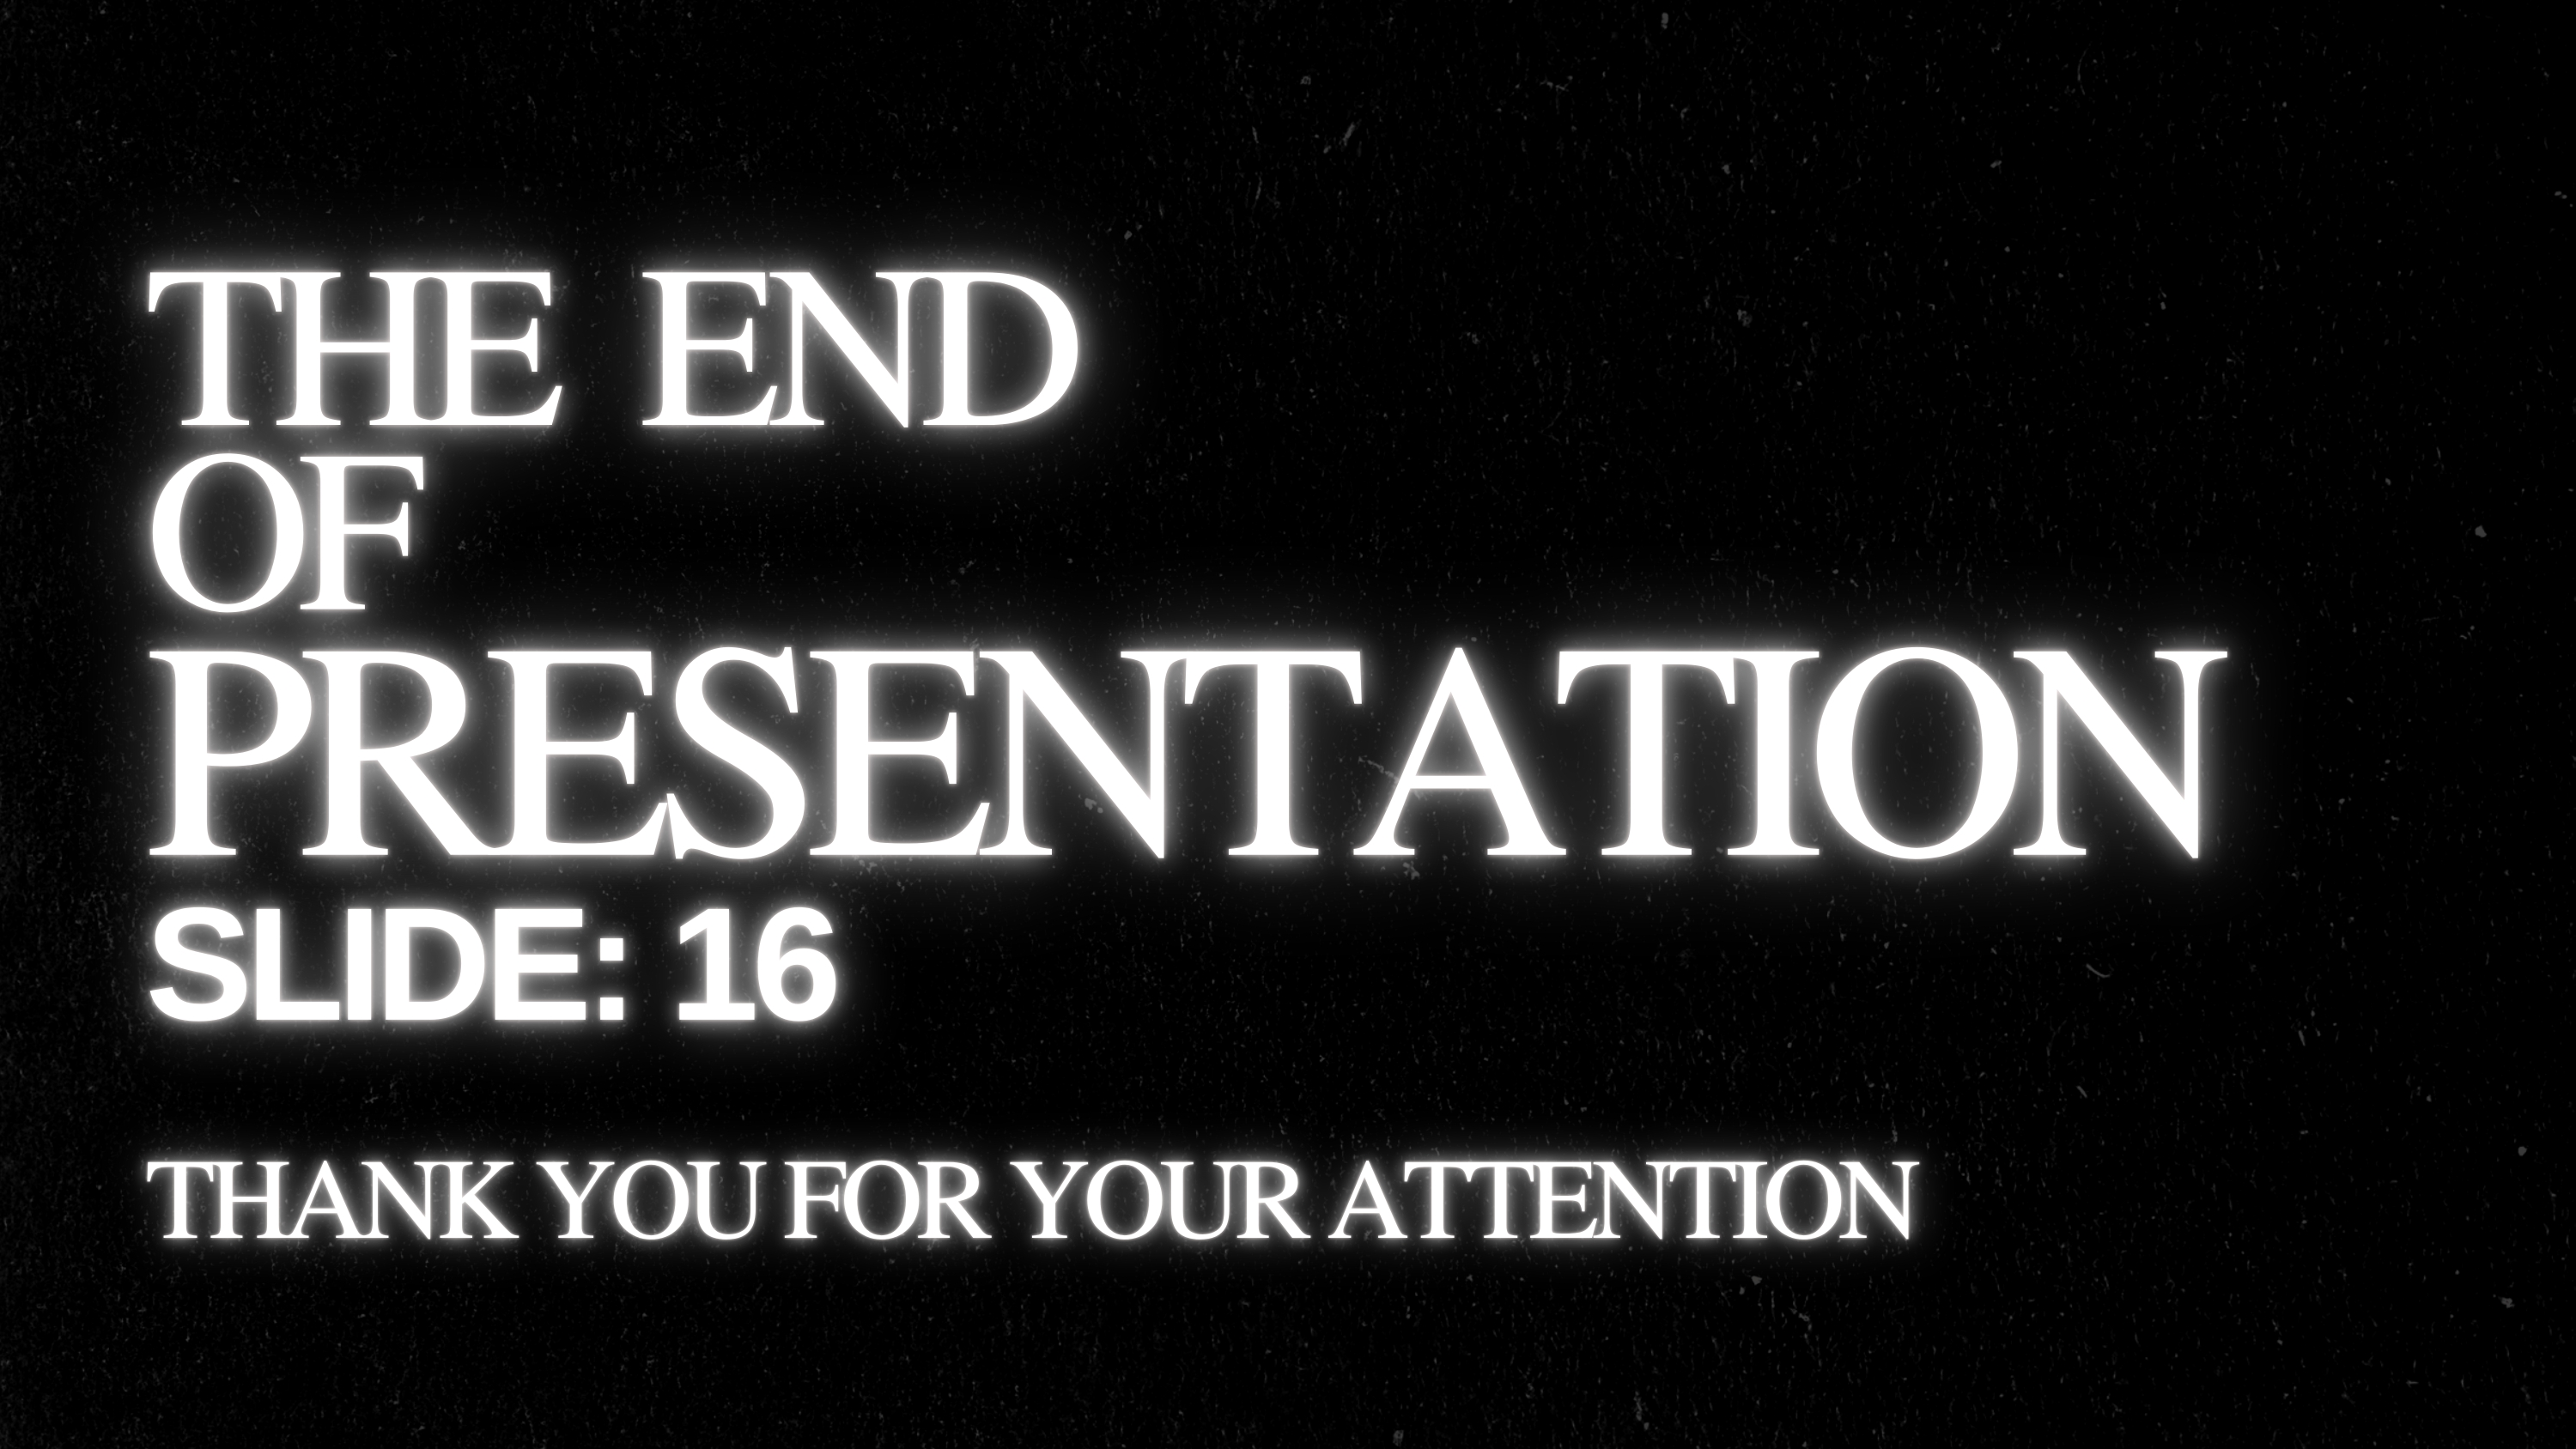 THE END
OF
PRESENTATION
SLIDE: 16
THANK YOU FOR YOUR ATTENTION